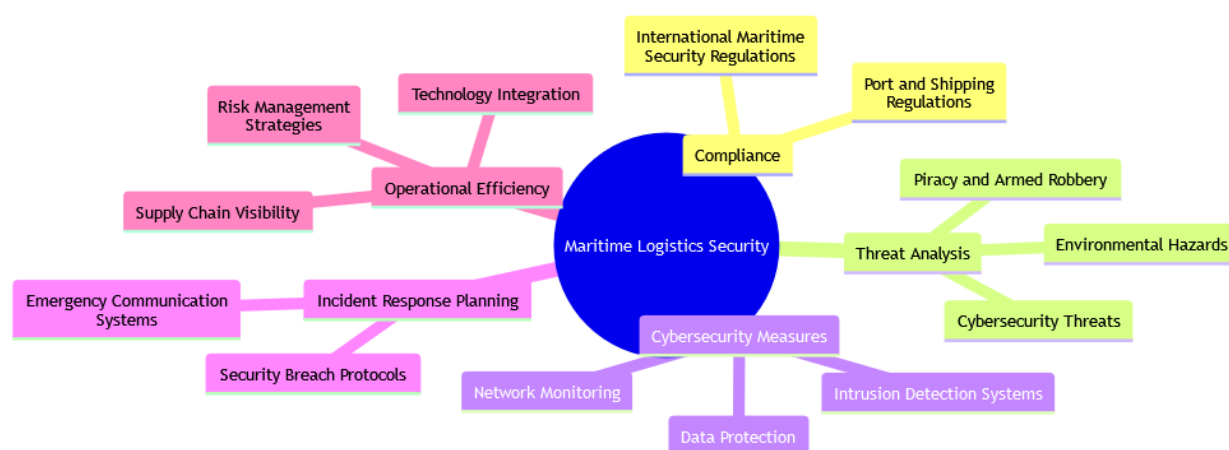 International Maritime
Security Regulations
Port and Shipping
Regulations
Compliance
Technology Integration
Risk Management
Strategies
Operational Efficiency
Supply Chain Visibility
Maritime Logistics Security
Piracy and Armed Robbery
Threat Analysis
Environmental Hazards
Cybersecurity Threats
Incident Response Planning
Emergency Communication
Systems
Security Breach Protocols
Cybersecurity Measures
Network Monitoring
Data Protection
Intrusion Detection Systems